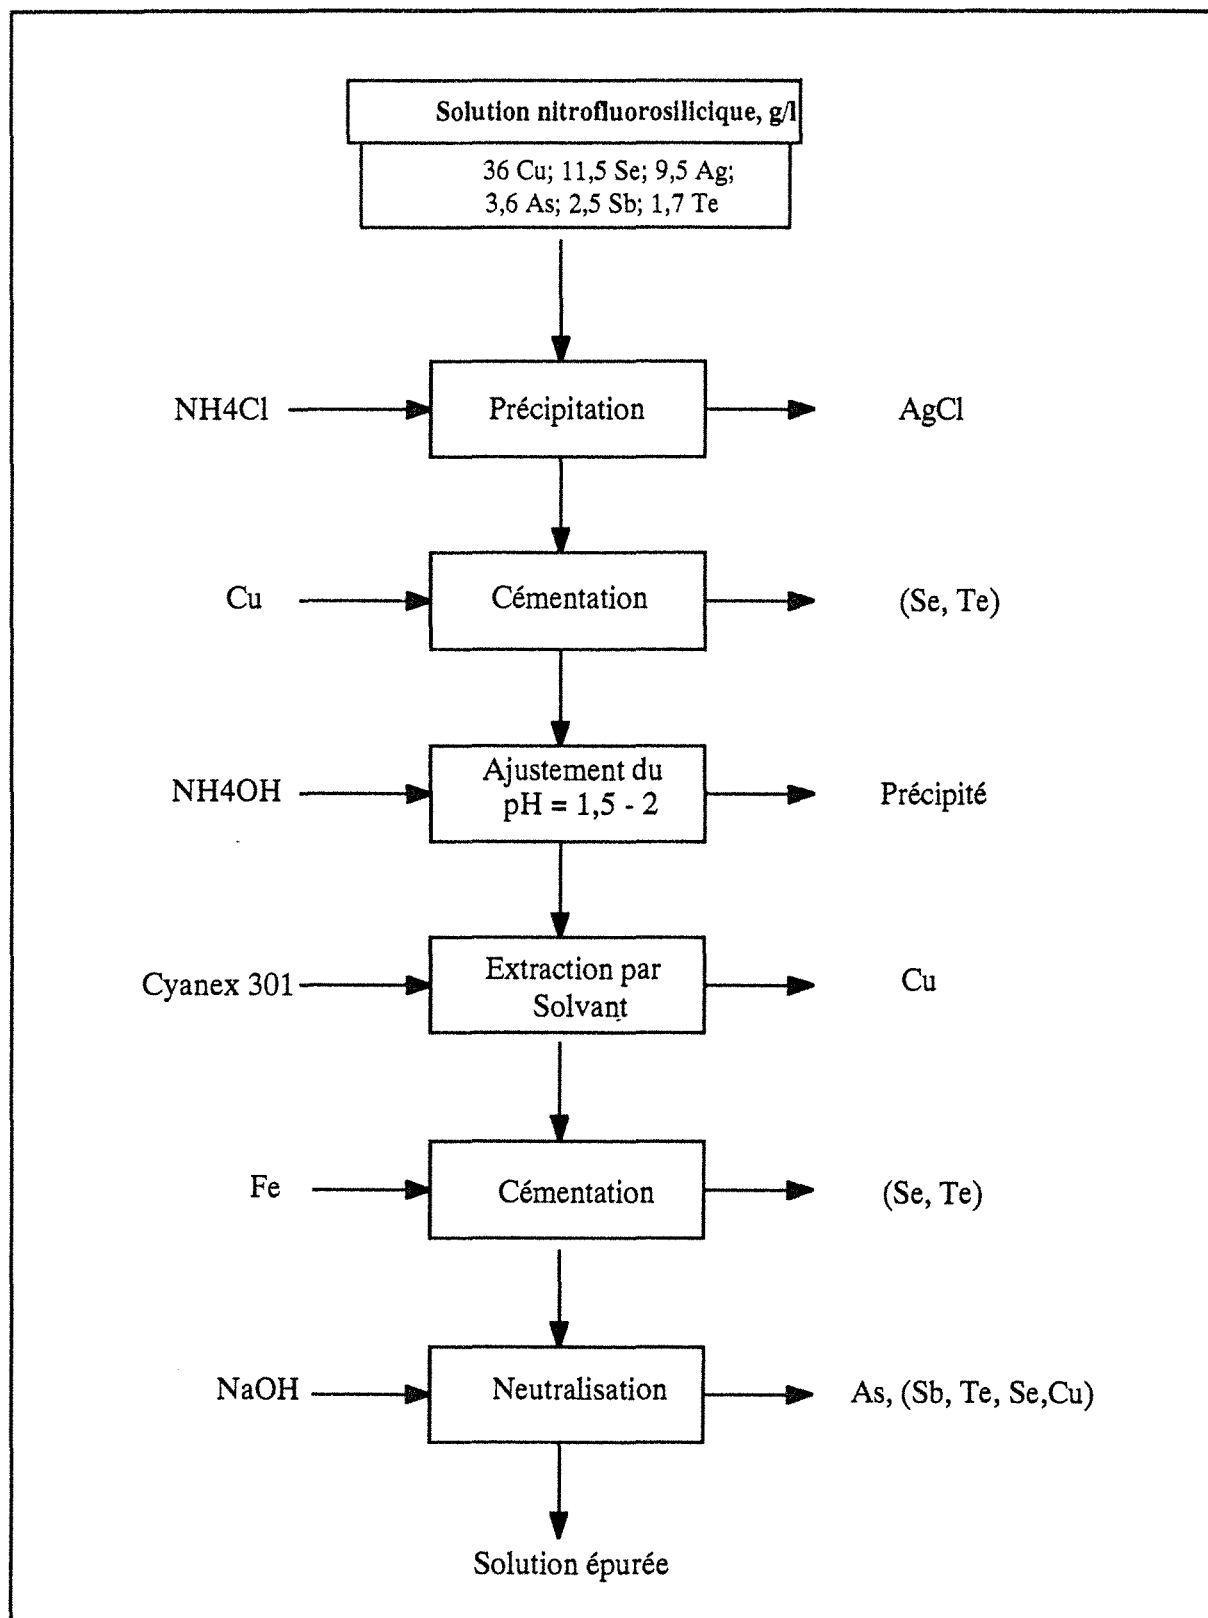 Solution nitrofluorosilicique, g/l
36 Cu; 11,5 Se; 9,5 Ag;
3,6 As; 2,5 Sb; 1,7 Te
NH4Cl
Précipitation
AgCl
Cu
Cémentation
(Se, Te)
NH4OH
Ajustement du
pH = 1,5 - 2
Précipité
Cyanex 301
Extraction par
Solvant
Cu
Fe
Cémentation
(Se, Te)
NaOH
Neutralisation
As, (Sb, Te, Se,Cu)
Solution épurée